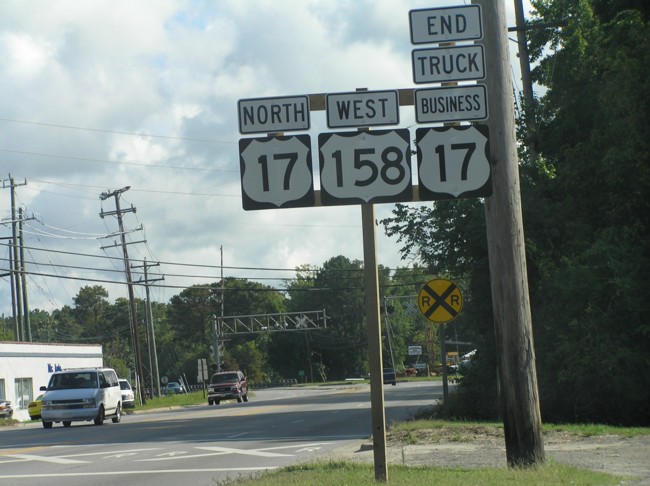 END
TRUCK
NORTH WEST BUSINESS
17 158 17
R R